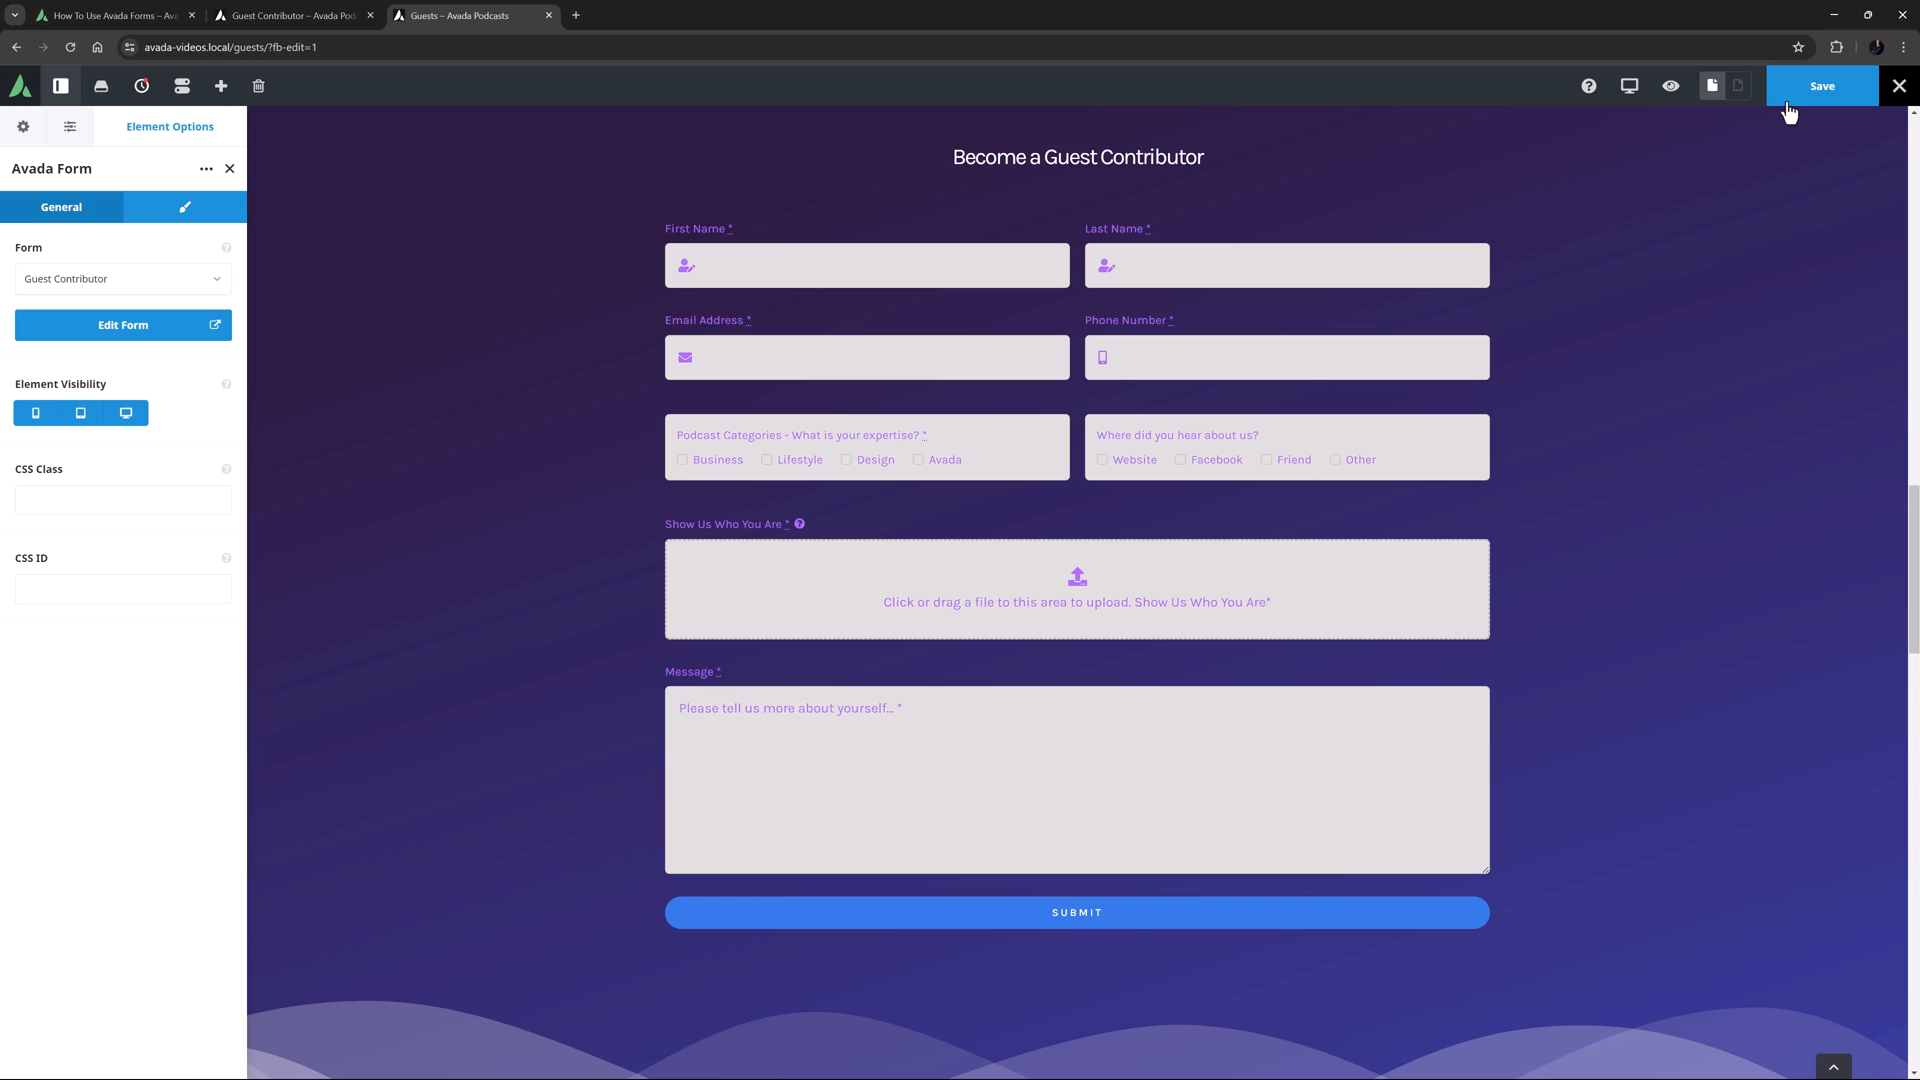 How To Use Avada Forms – Ava
Guest Contributor – Avada Pod
Guests – Avada Podcasts
avada-videos.local/guests/?fb-edit=1
Save
Element Options
Avada Form
General
Form
Guest Contributor
Edit Form
Element Visibility
CSS Class
CSS ID
Become a Guest Contributor
First Name *
Last Name *
Email Address *
Phone Number *
Podcast Categories - What is your expertise? *
Business Lifestyle Design Avada
Where did you hear about us?
Website Facebook Friend Other
Show Us Who You Are *
Click or drag a file to this area to upload. Show Us Who You Are*
Message *
Please tell us more about yourself... *
SUBMIT